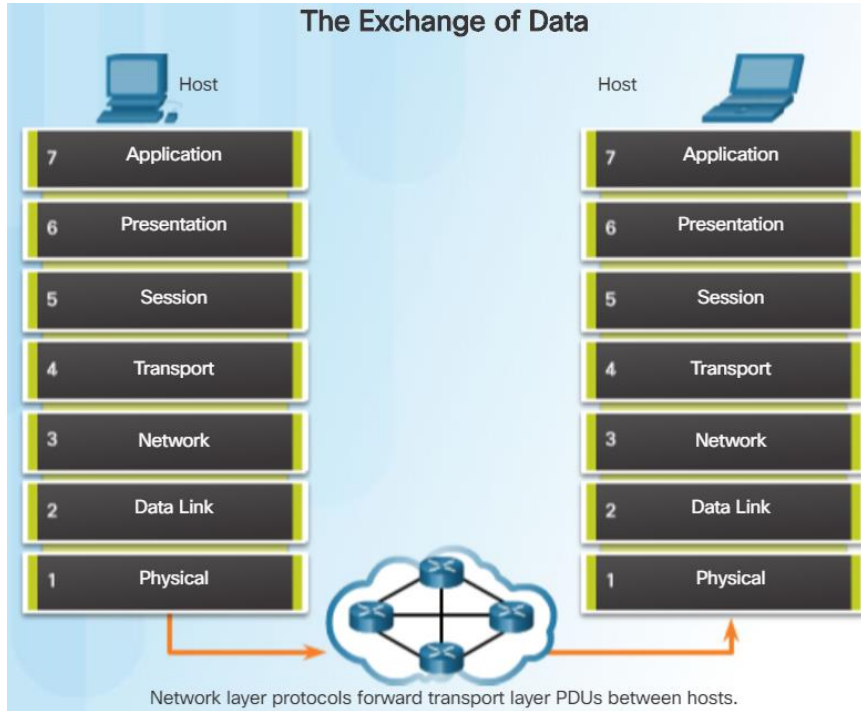 The Exchange of Data
Host
Host
7 Application
7 Application
6 Presentation
6 Presentation
5 Session
5 Session
4 Transport
4 Transport
3 Network
3 Network
2 Data Link
2 Data Link
1 Physical
1 Physical
Network layer protocols forward transport layer PDUs between hosts.